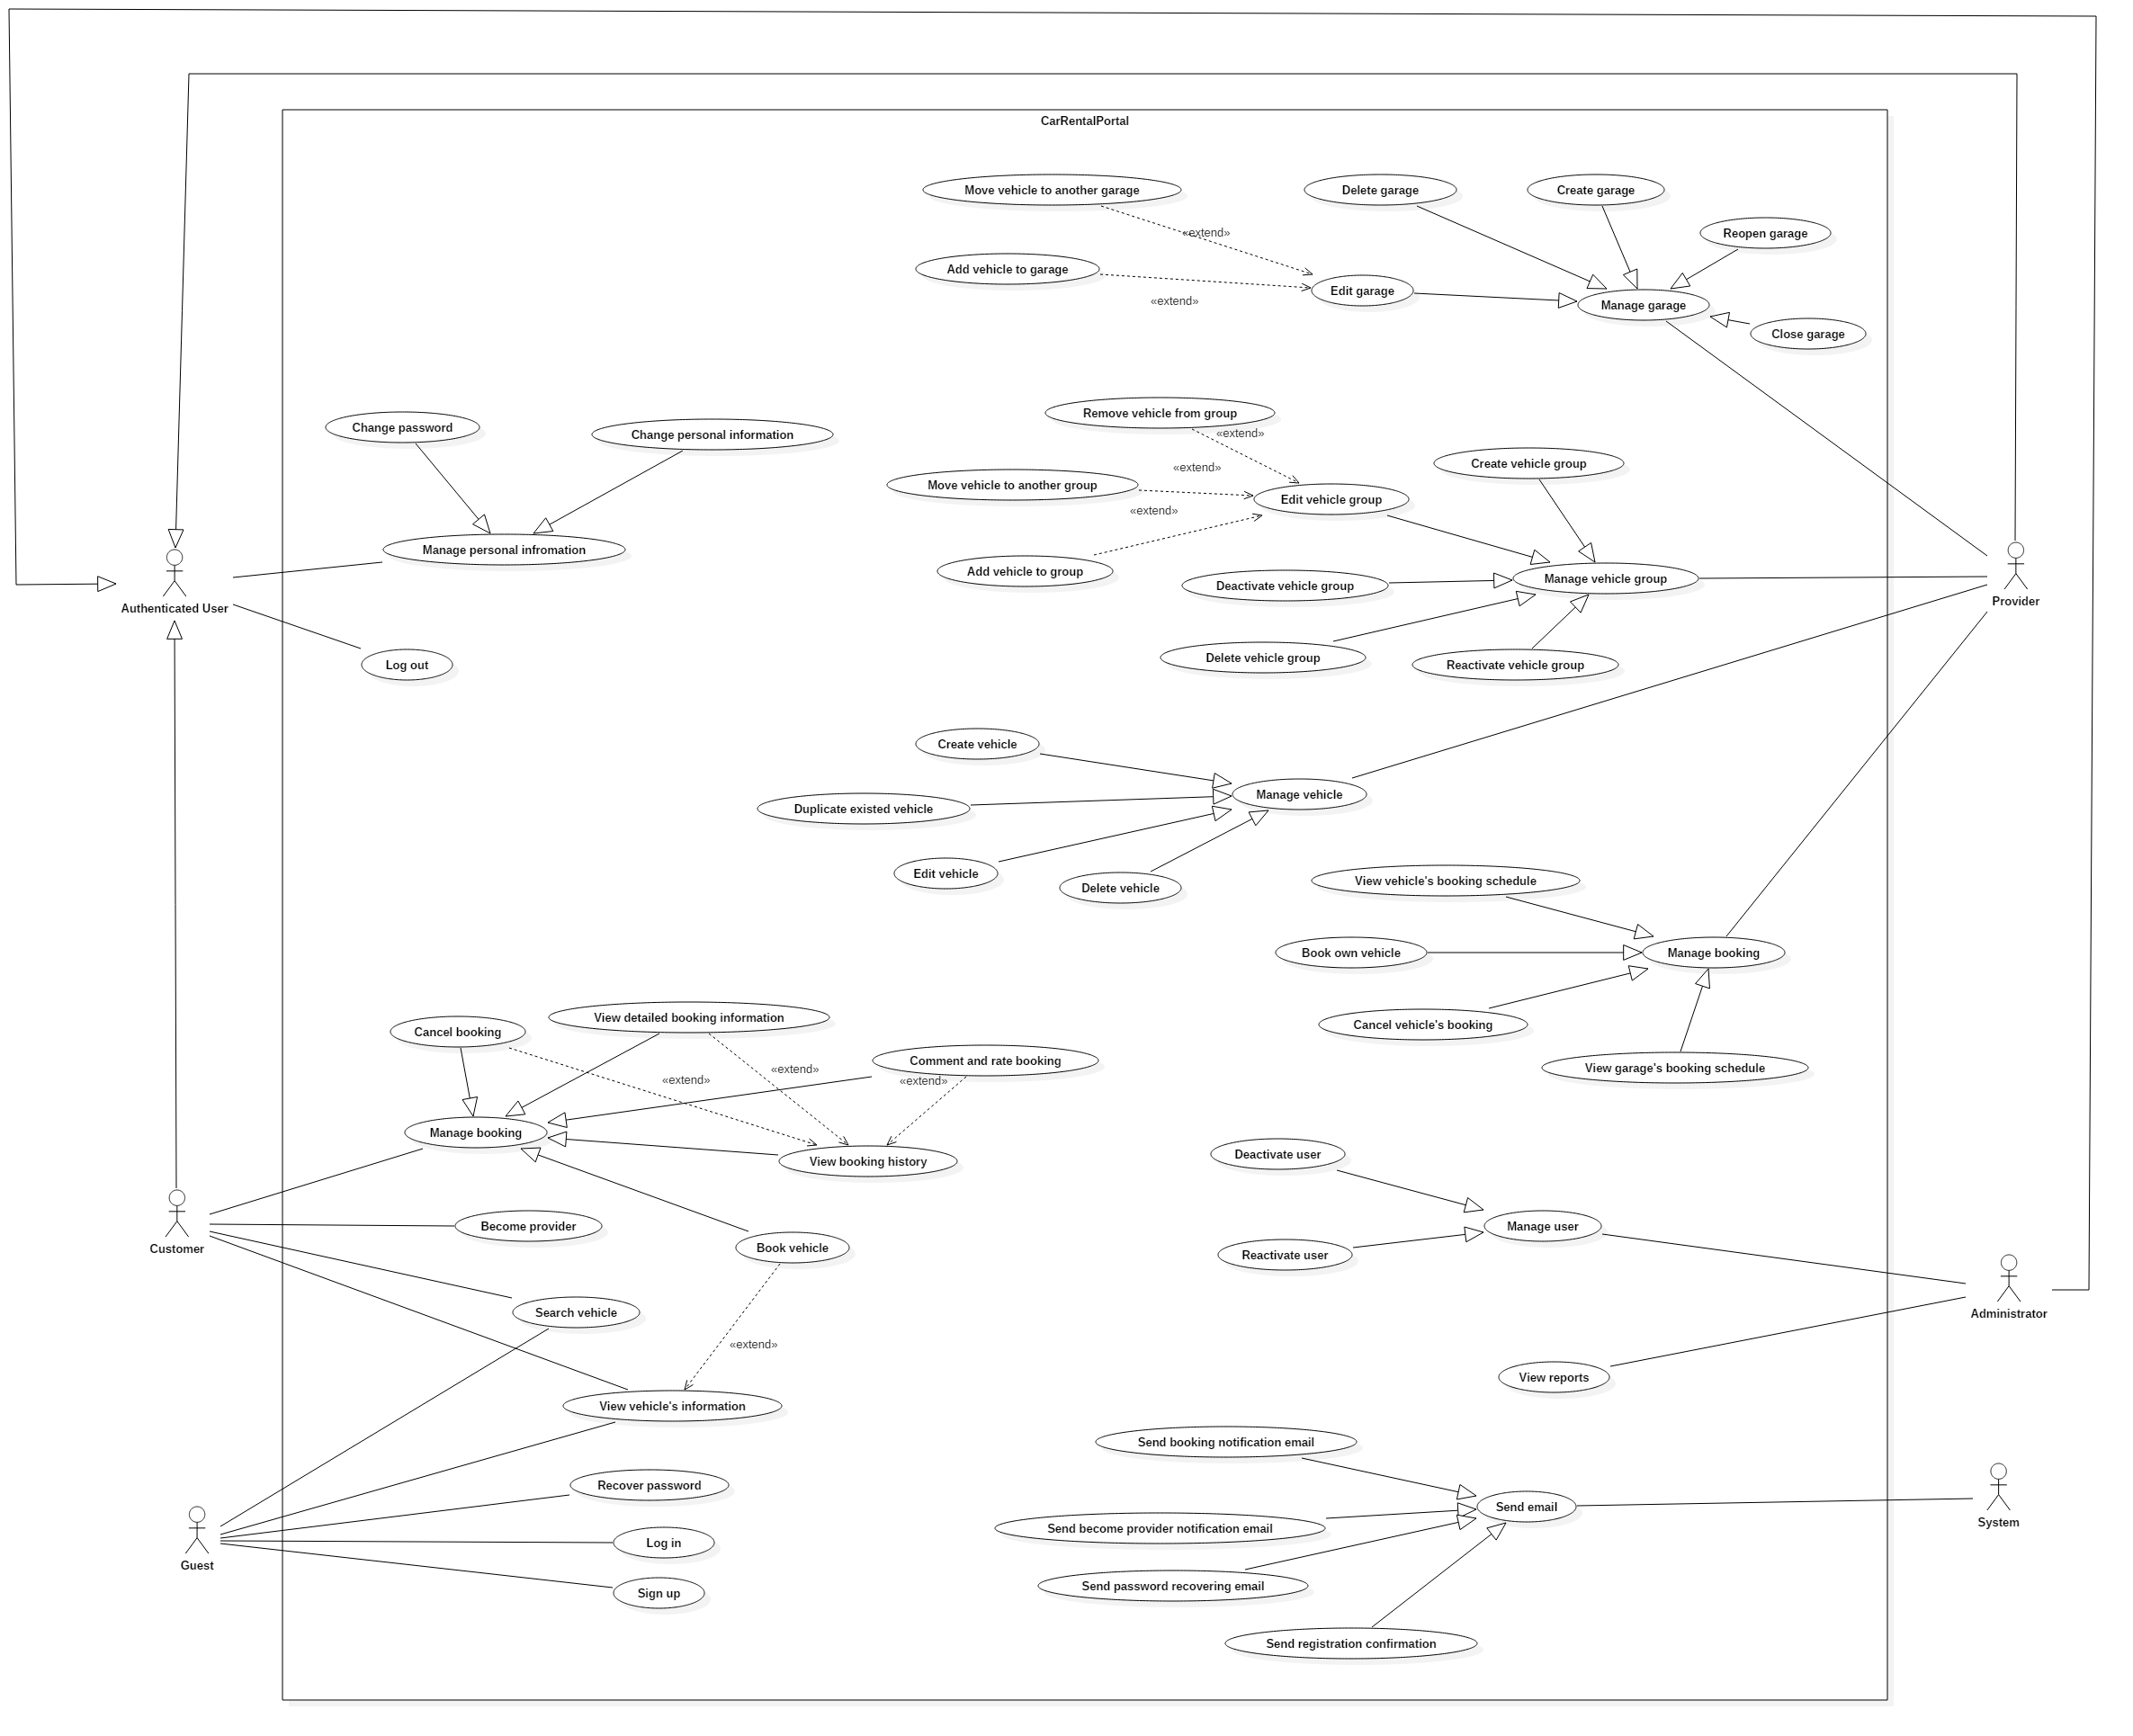 CarRentalPortal
Move vehicle to another garage
Delete garage
Create garage
Reopen garage
«extend»
Add vehicle to garage
Edit garage
«extend»
Manage garage
Close garage
Change password
Change personal information
Remove vehicle from group
«extend»
Create vehicle group
«extend»
Move vehicle to another group
Edit vehicle group
«extend»
Manage personal infromation
Add vehicle to group
Deactivate vehicle group
Manage vehicle group
Authenticated User
Provider
Log out
Delete vehicle group
Reactivate vehicle group
Create vehicle
Manage vehicle
Duplicate existed vehicle
Edit vehicle
Delete vehicle
View vehicle's booking schedule
Book own vehicle
Manage booking
Cancel vehicle's booking
View garage's booking schedule
View detailed booking information
Cancel booking
Comment and rate booking
«extend»
«extend»
«extend»
Manage booking
View booking history
Deactivate user
Manage user
Reactivate user
Become provider
Customer
Book vehicle
Administrator
Search vehicle
«extend»
View reports
View vehicle's information
Send booking notification email
Recover password
Send email
System
Send become provider notification email
Log in
Guest
Sign up
Send password recovering email
Send registration confirmation